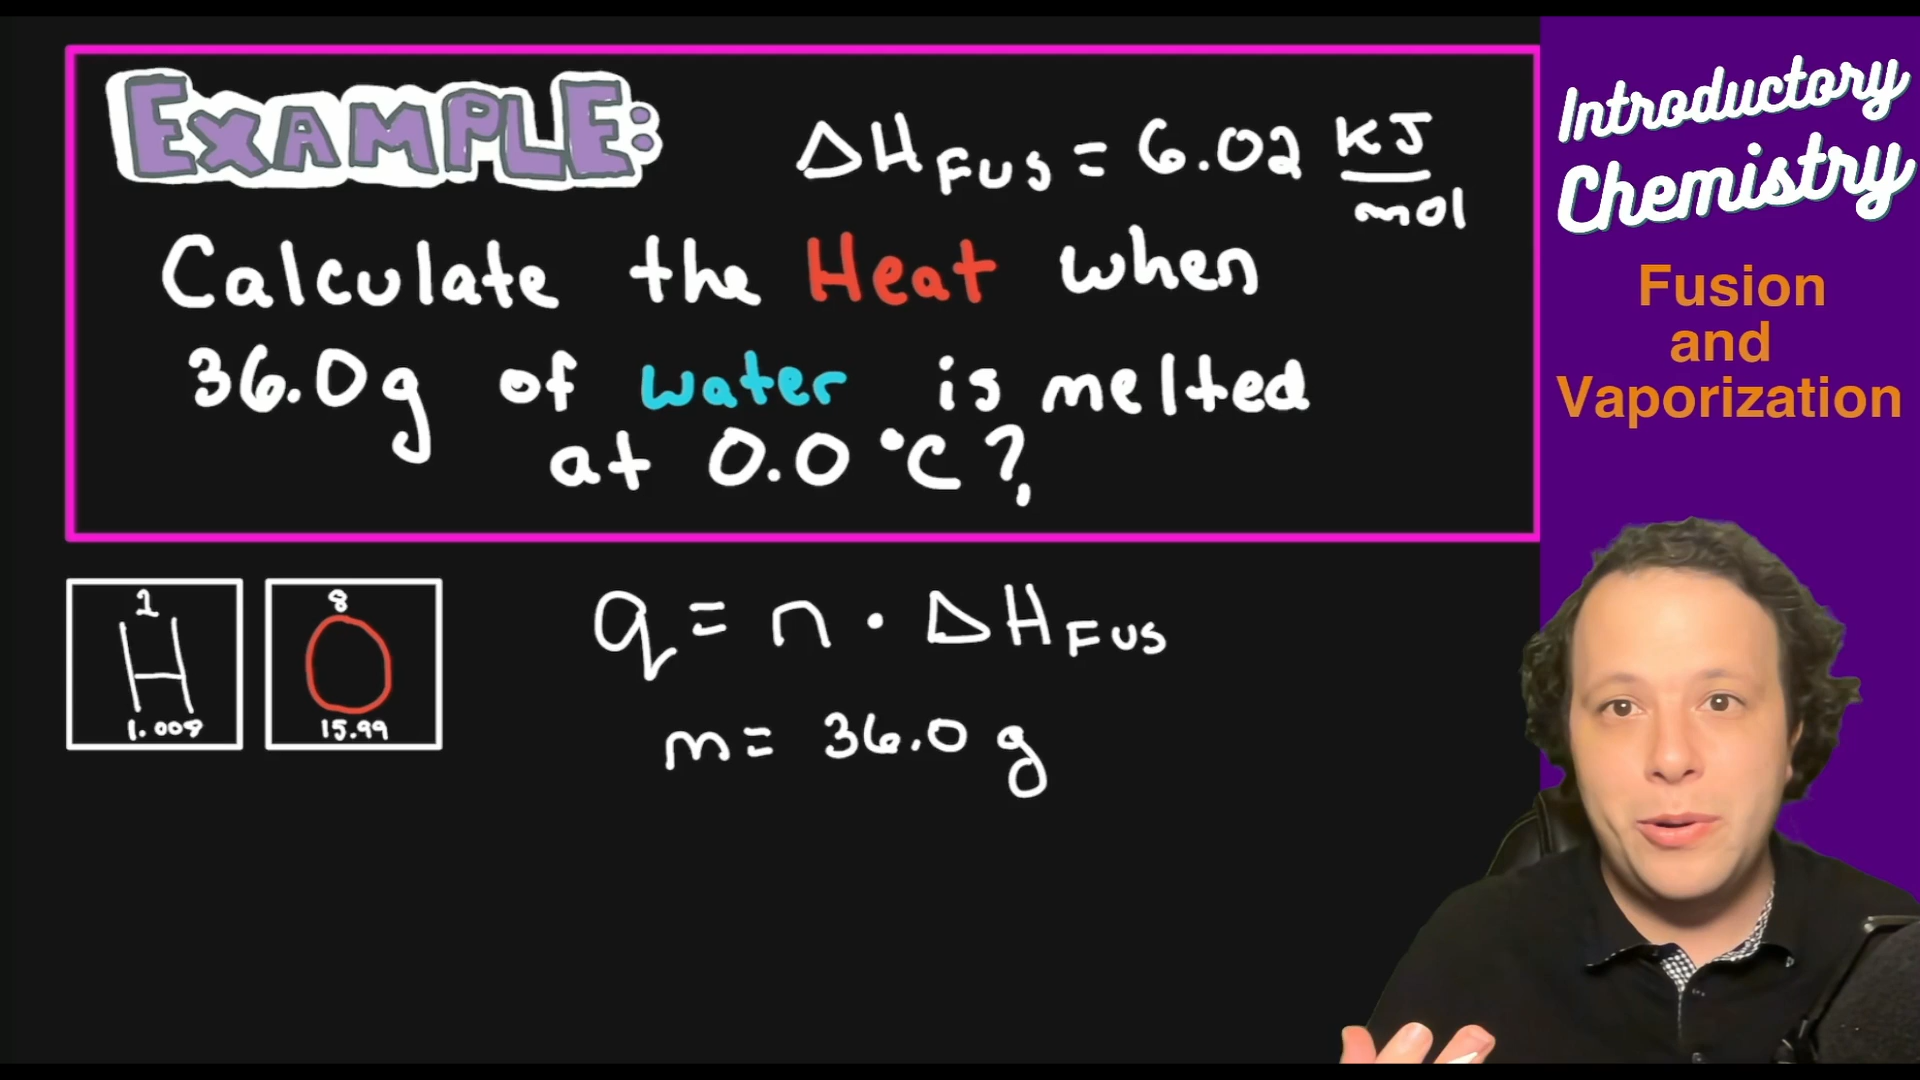 EXAMPLE:
ΔH FUS = 6.02 KJ
mol
Calculate the Heat when
36.0g of water is melted
at 0.0 °C?
1
H
1.008
8
O
15.99
q = n · ΔH FUS
m = 36.0 g
Introductory
Chemistry
Fusion
and
Vaporization